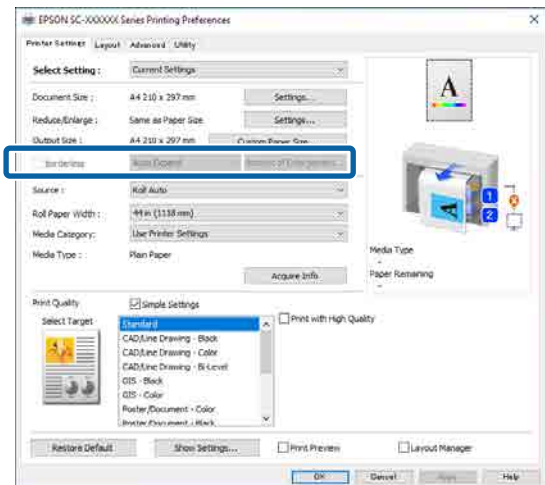 EPSON SC-XXXXXX Series Printing Preferences
Printer Settings Layout Advanced Utility
Select Setting : Current Settings
Document Size : A4 210 x 297 mm Settings...
Reduce/Enlarge : Same as Paper Size Settings...
Output Size : A4 210 x 297 mm Custom Paper Size...
Borderless Auto Expand Amount of Enlargement...
Source : Roll Auto
Roll Paper Width : 44 in (1118 mm)
Media Category: Use Printer Settings
Media Type : Plain Paper
Acquire Info
A
1
2
Media Type
-
Paper Remaining
-
Print Quality Simple Settings
Select Target
Standard
CAD/Line Drawing - Black
CAD/Line Drawing - Color
CAD/Line Drawing - Bi-Level
GIS - Black
GIS - Color
Poster/Document - Color
Poster/Document - Black
Print with High Quality
Restore Default Show Settings... Print Preview Layout Manager
OK Cancel Apply Help